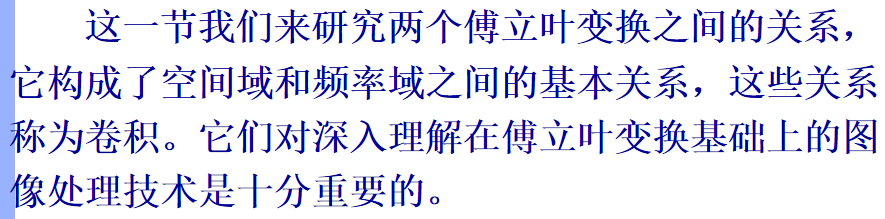 这一节我们来研究两个傅立叶变换之间的关系，
它构成了空间域和频率域之间的基本关系，这些关系
称为卷积。它们对深入理解在傅立叶变换基础上的图
像处理技术是十分重要的。